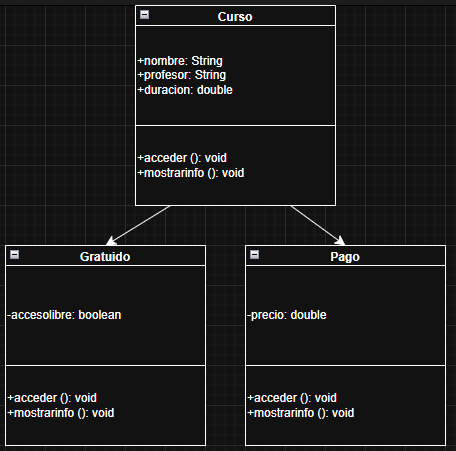 Curso
+nombre: String
+profesor: String
+duracion: double
+acceder (): void
+mostrarinfo (): void
Gratuido
-accesolibre: boolean
+acceder (): void
+mostrarinfo (): void
Pago
-precio: double
+acceder (): void
+mostrarinfo (): void